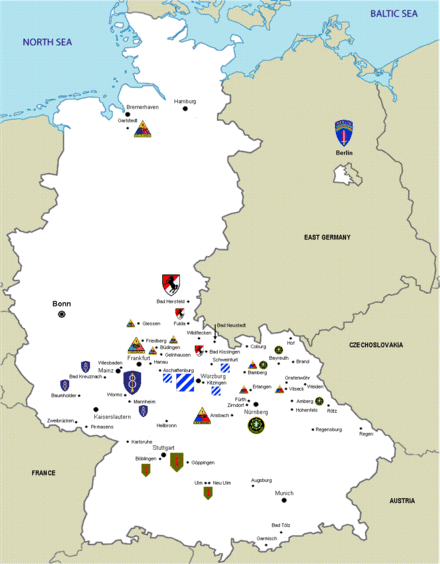 BALTIC SEA
NORTH SEA
Bremerhaven
Hamburg
Garlstedt
Berlin
EAST GERMANY
Bonn
Bad Hersfeld
Giessen
Fulda
Bad Neustadt
Wildflecken
Hof
CZECHOSLOVAKIA
Friedberg
Büdingen
Gelnhausen
Bad Kissingen
Coburg
Frankfurt
Schweinfurt
Bayreuth
Brand
Wiesbaden
Hanau
Mainz
Aschaffenburg
Bamberg
Bad Kreuznach
Würzburg
Grafenwöhr
Kitzingen
Erlangen
Vilseck
Weiden
Baumholder
Worms
Mannheim
Fürth
Zirndorf
Amberg
Kaiserslautern
Ansbach
Nürnberg
Hohenfels
Rötz
Zweibrücken
Pirmasens
Heilbronn
Regensburg
Regen
Karlsruhe
Stuttgart
Böblingen
Göppingen
FRANCE
Ulm
Neu Ulm
Augsburg
Munich
AUSTRIA
Bad Tölz
Garmisch